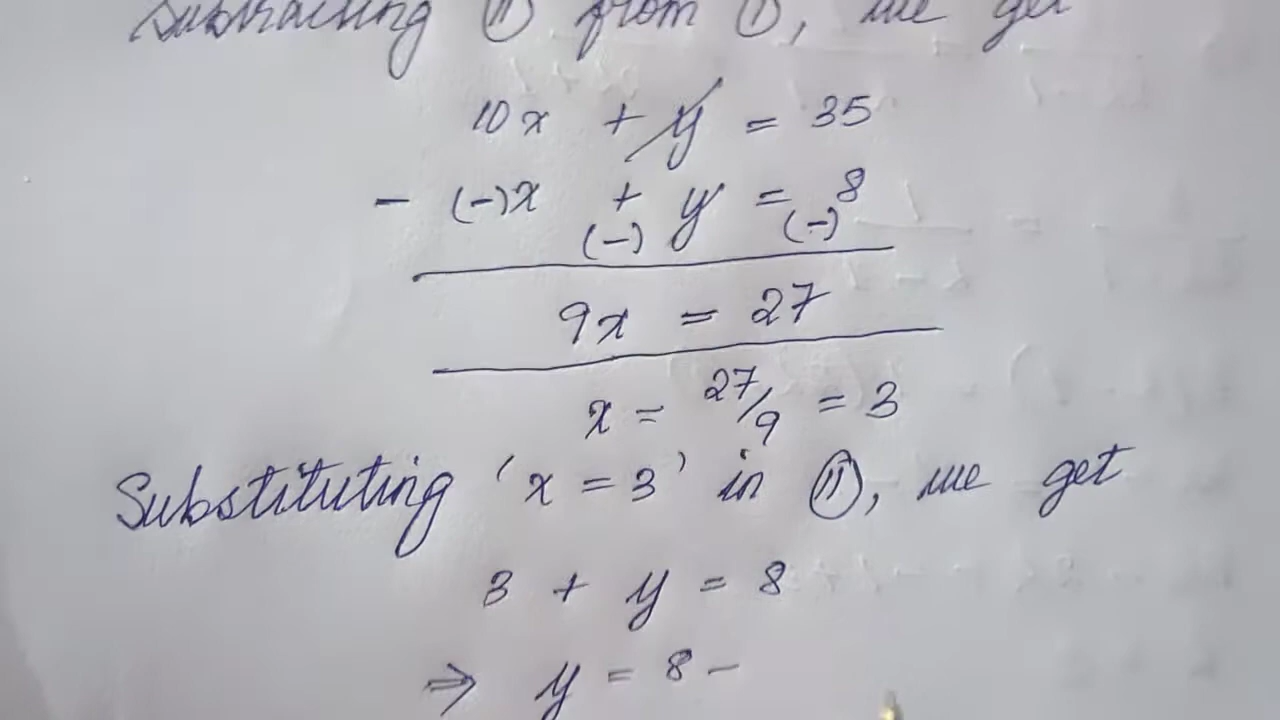 Subtracting (II) from (I), we get
10x + y = 35
- (-)x + y = 8
(-) (-)
9x = 27
x = 27/9 = 3
Substituting 'x = 3' in (II), we get
3 + y = 8
⇒ y = 8 -